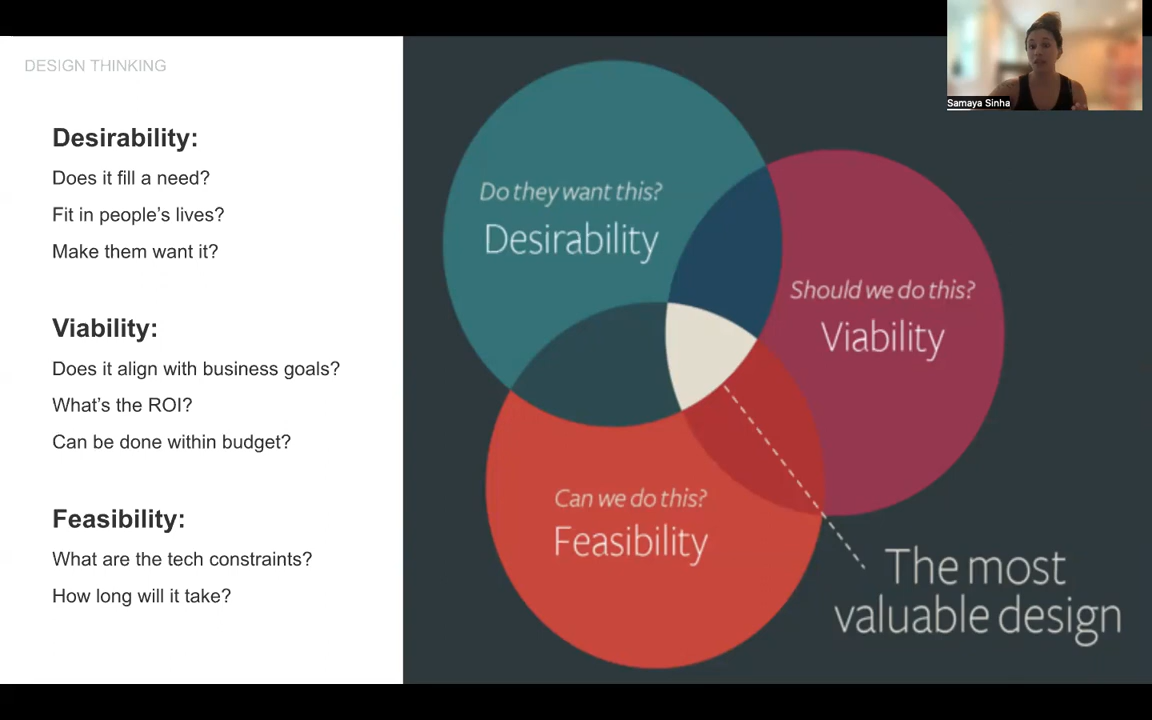 DESIGN THINKING
Desirability:
Does it fill a need?
Fit in people's lives?
Make them want it?
Viability:
Does it align with business goals?
What's the ROI?
Can be done within budget?
Feasibility:
What are the tech constraints?
How long will it take?
Do they want this?
Desirability
Should we do this?
Viability
Can we do this?
Feasibility
The most
valuable design
Samaya Sinha